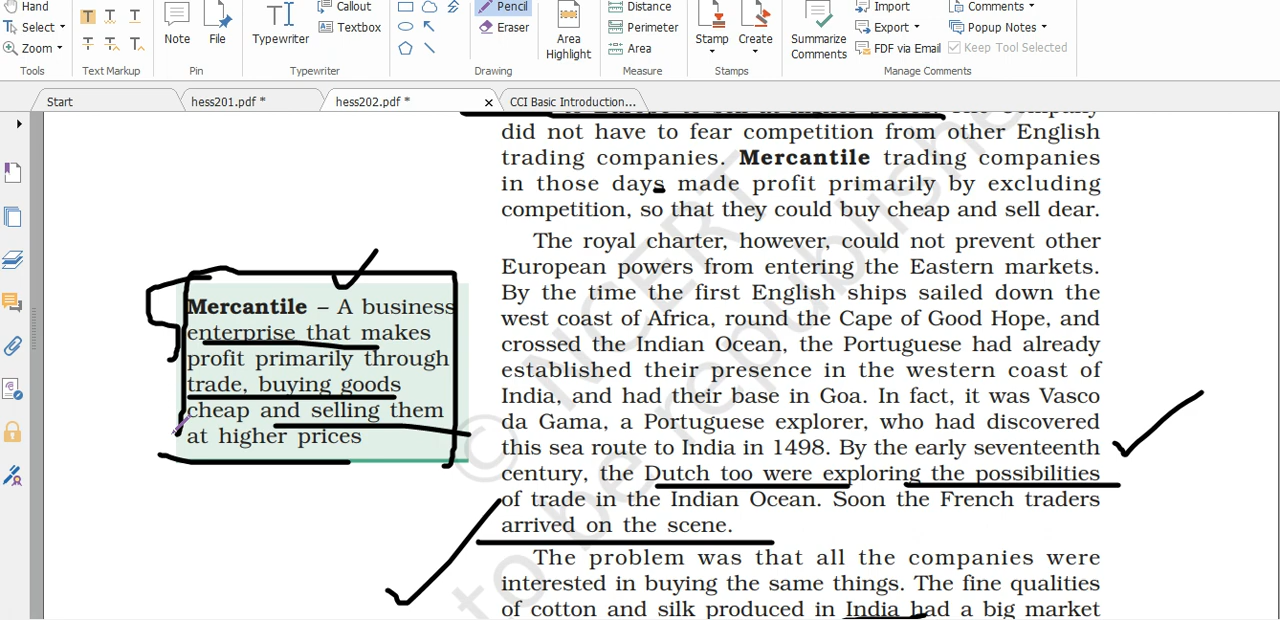 Hand
Select
Zoom
Tools
T T T
T T T
Text Markup
Note
File
Pin
Typewriter
Callout
Textbox
Typewriter
Pencil
Eraser
Drawing
Area
Highlight
Distance
Perimeter
Area
Measure
Stamp
Create
Stamps
Summarize
Comments
Import
Export
FDF via Email
Comments
Popup Notes
Keep Tool Selected
Manage Comments
Start
hess201.pdf *
hess202.pdf *
CCI Basic Introduction...
Mercantile – A business
enterprise that makes
profit primarily through
trade, buying goods
cheap and selling them
at higher prices
did not have to fear competition from other English
trading companies. Mercantile trading companies
in those days made profit primarily by excluding
competition, so that they could buy cheap and sell dear.
The royal charter, however, could not prevent other
European powers from entering the Eastern markets.
By the time the first English ships sailed down the
west coast of Africa, round the Cape of Good Hope, and
crossed the Indian Ocean, the Portuguese had already
established their presence in the western coast of
India, and had their base in Goa. In fact, it was Vasco
da Gama, a Portuguese explorer, who had discovered
this sea route to India in 1498. By the early seventeenth
century, the Dutch too were exploring the possibilities
of trade in the Indian Ocean. Soon the French traders
arrived on the scene.
The problem was that all the companies were
interested in buying the same things. The fine qualities
of cotton and silk produced in India had a big market
© NCERT
to be republished